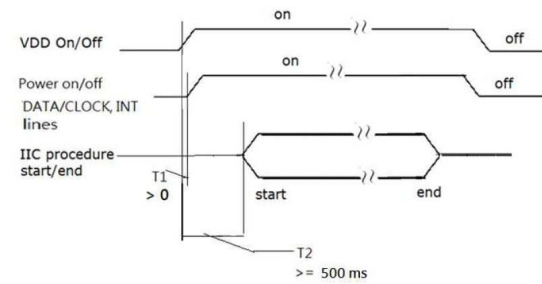 on
VDD On/Off
off
on
Power on/off
off
DATA/CLOCK, INT
lines
IIC procedure
start/end
T1
> 0
start
end
T2
>= 500 ms